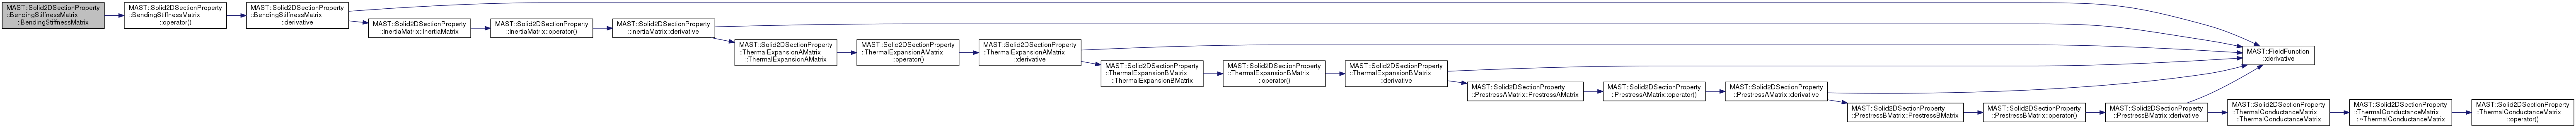 MAST::Solid2DSectionProperty
::BendingStiffnessMatrix
::BendingStiffnessMatrix
MAST::Solid2DSectionProperty
::BendingStiffnessMatrix
::operator()
MAST::Solid2DSectionProperty
::BendingStiffnessMatrix
::derivative
MAST::Solid2DSectionProperty
::InertiaMatrix::InertiaMatrix
MAST::Solid2DSectionProperty
::InertiaMatrix::operator()
MAST::Solid2DSectionProperty
::InertiaMatrix::derivative
MAST::Solid2DSectionProperty
::ThermalExpansionAMatrix
::ThermalExpansionAMatrix
MAST::Solid2DSectionProperty
::ThermalExpansionAMatrix
::operator()
MAST::Solid2DSectionProperty
::ThermalExpansionAMatrix
::derivative
MAST::Solid2DSectionProperty
::ThermalExpansionBMatrix
::ThermalExpansionBMatrix
MAST::Solid2DSectionProperty
::ThermalExpansionBMatrix
::operator()
MAST::Solid2DSectionProperty
::ThermalExpansionBMatrix
::derivative
MAST::Solid2DSectionProperty
::PrestressAMatrix::PrestressAMatrix
MAST::Solid2DSectionProperty
::PrestressAMatrix::operator()
MAST::Solid2DSectionProperty
::PrestressAMatrix::derivative
MAST::Solid2DSectionProperty
::PrestressBMatrix::PrestressBMatrix
MAST::Solid2DSectionProperty
::PrestressBMatrix::operator()
MAST::Solid2DSectionProperty
::PrestressBMatrix::derivative
MAST::FieldFunction
::derivative
MAST::Solid2DSectionProperty
::ThermalConductanceMatrix
::ThermalConductanceMatrix
MAST::Solid2DSectionProperty
::ThermalConductanceMatrix
::~ThermalConductanceMatrix
MAST::Solid2DSectionProperty
::ThermalConductanceMatrix
::operator()